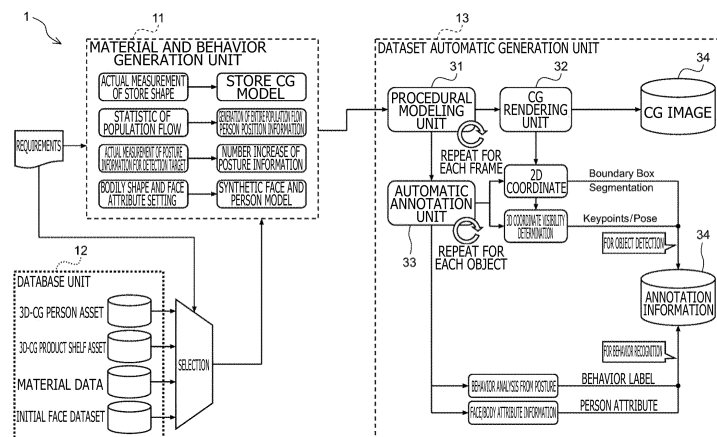 1
11
MATERIAL AND BEHAVIOR
GENERATION UNIT
ACTUAL MEASUREMENT
OF STORE SHAPE
STORE CG
MODEL
STATISTIC OF
POPULATION FLOW
GENERATION OF ENTIRE POPULATION FLOW
PERSON POSITION INFORMATION
ACTUAL MEASUREMENT OF POSTURE
INFORMATION FOR DETECTION TARGET
NUMBER INCREASE OF
POSTURE INFORMATION
BODILY SHAPE AND FACE
ATTRIBUTE SETTING
SYNTHETIC FACE AND
PERSON MODEL
REQUIREMENTS
12
DATABASE UNIT
3D-CG PERSON ASSET
3D-CG PRODUCT SHELF ASSET
MATERIAL DATA
INITIAL FACE DATASET
SELECTION
13
DATASET AUTOMATIC GENERATION UNIT
31
PROCEDURAL
MODELING
UNIT
32
CG
RENDERING
UNIT
34
CG IMAGE
REPEAT FOR
EACH FRAME
AUTOMATIC
ANNOTATION
UNIT
33
REPEAT FOR
EACH OBJECT
2D
COORDINATE
Boundary Box
Segmentation
3D COORDINATE VISIBILITY
DETERMINATION
Keypoints/Pose
FOR OBJECT DETECTION
34
ANNOTATION
INFORMATION
FOR BEHAVIOR RECOGNITION
BEHAVIOR ANALYSIS FROM POSTURE
BEHAVIOR LABEL
FACE/BODY ATTRIBUTE INFORMATION
PERSON ATTRIBUTE